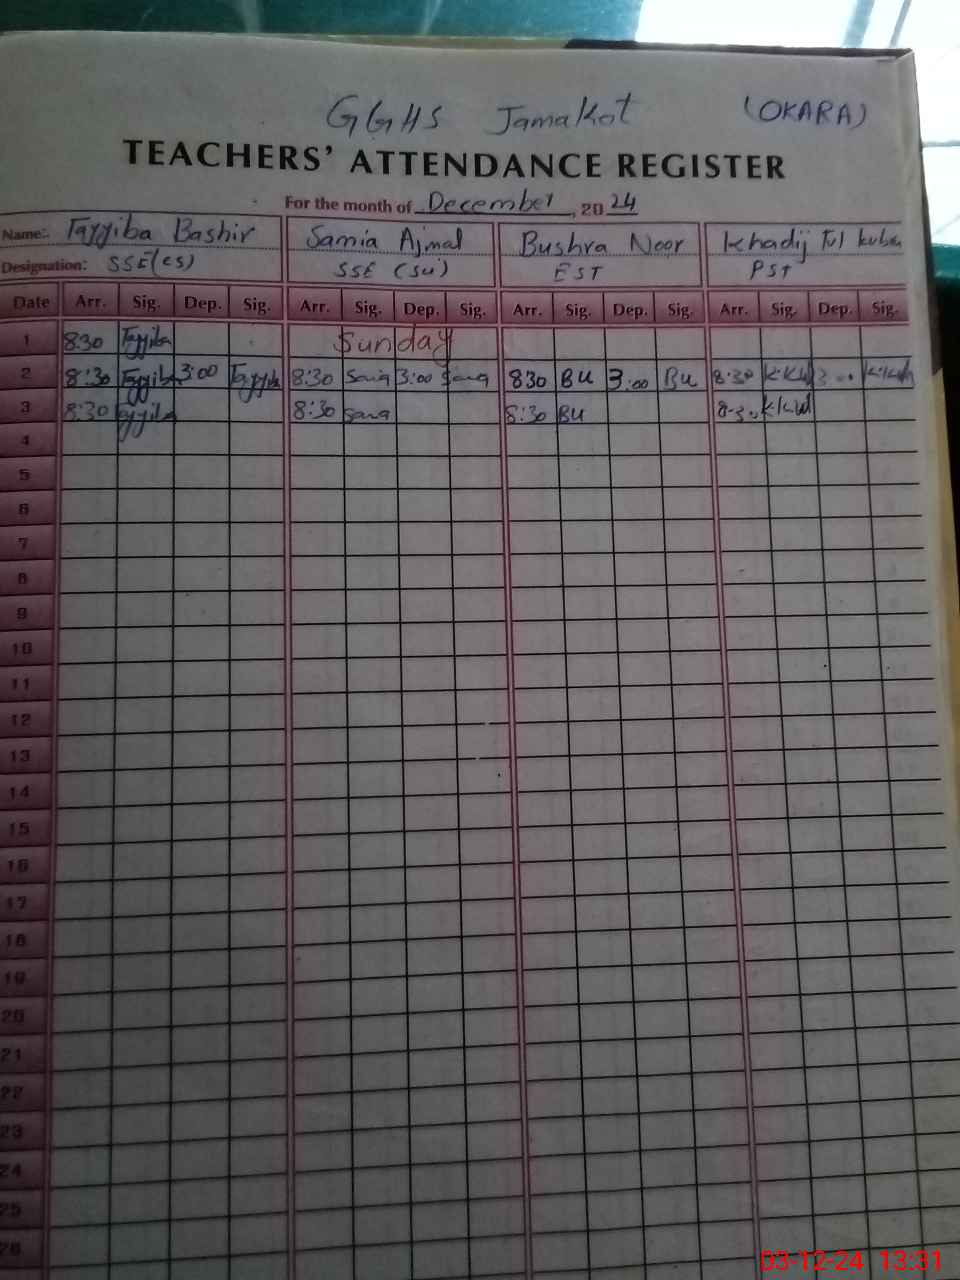 GGHS Jamakot (OKARA)
TEACHERS' ATTENDANCE REGISTER
For the month of December, 2024
Name:. Tayyiba Bashir Samia Ajmal Bushra Noor Khadij Tul kubra
Designation: SSE(CS) SSE (Sci) EST PST
Date Arr. Sig. Dep. Sig. Arr. Sig. Dep. Sig. Arr. Sig. Dep. Sig. Arr. Sig. Dep. Sig.
1 8:30 Tayyiba Sunday
2 8:30 Tayyiba 3:00 Tayyiba 8:30 3:00 830 BU 3:00 BU 8:30 3..
3 8:30 Tayyiba 8:30 8:30 BU 8-3.
4
5
6
7
8
9
10
11
12
13
14
15
16
17
18
19
20
21
22
23
24
25
26
03-12-24 13:31